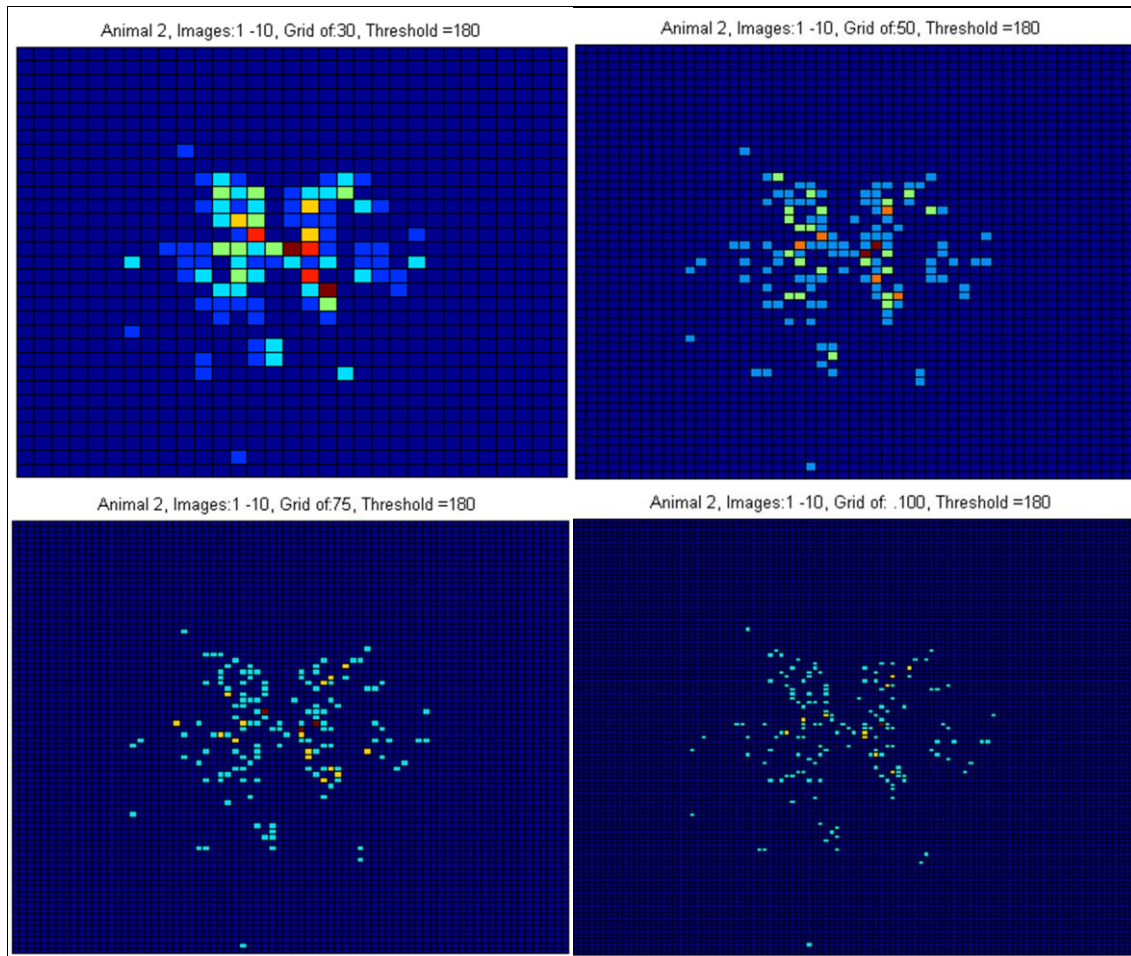 Animal 2, Images:1 -10, Grid of:30, Threshold =180
Animal 2, Images:1 -10, Grid of:50, Threshold =180
Animal 2, Images:1 -10, Grid of:75, Threshold =180
Animal 2, Images:1 -10, Grid of: .100, Threshold =180